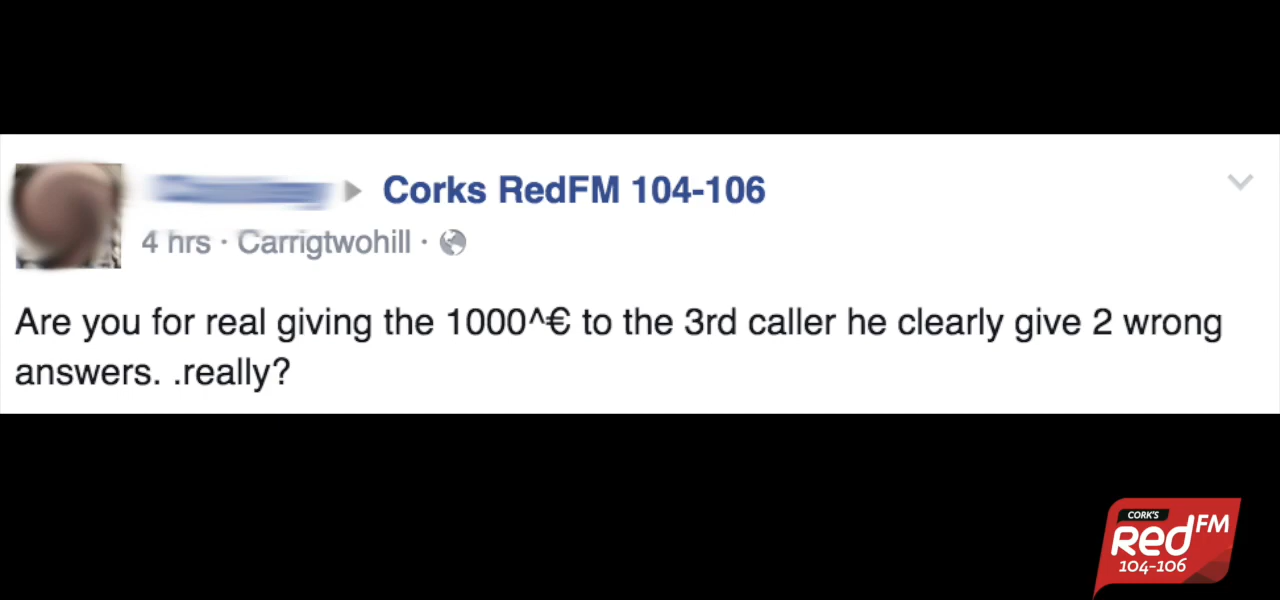 Corks RedFM 104-106
4 hrs · Carrigtwohill ·
Are you for real giving the 1000^€ to the 3rd caller he clearly give 2 wrong
answers. .really?
CORK'S
RedFM
104-106